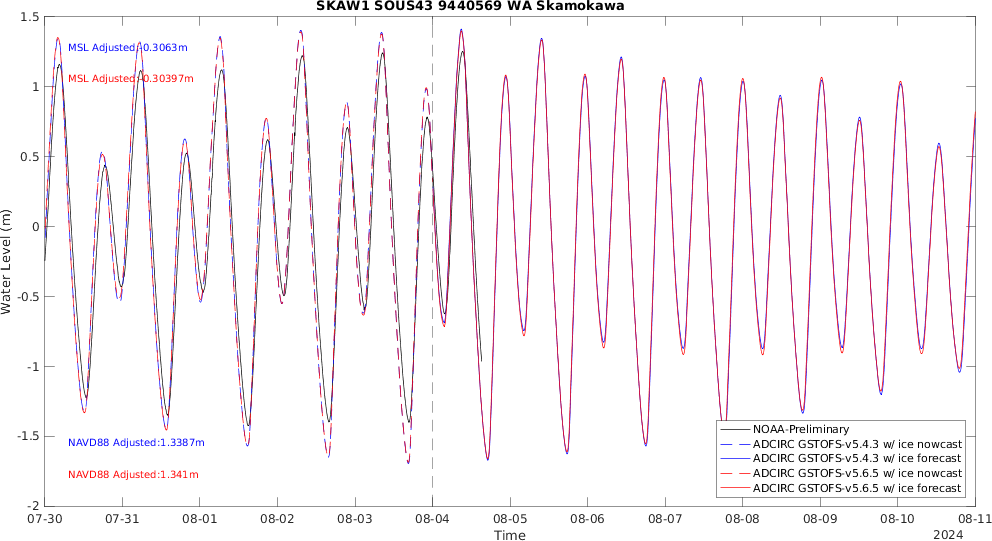 SKAW1 SOUS43 9440569 WA Skamokawa
1.5
1
0.5
0
-0.5
-1
-1.5
-2
Water Level (m)
MSL Adjusted:-0.3063m
MSL Adjusted:-0.30397m
NAVD88 Adjusted:1.3387m
NAVD88 Adjusted:1.341m
NOAA-Preliminary
ADCIRC GSTOFS-v5.4.3 w/ ice nowcast
ADCIRC GSTOFS-v5.4.3 w/ ice forecast
ADCIRC GSTOFS-v5.6.5 w/ ice nowcast
ADCIRC GSTOFS-v5.6.5 w/ ice forecast
07-30 07-31 08-01 08-02 08-03 08-04 08-05 08-06 08-07 08-08 08-09 08-10 08-11
Time
2024